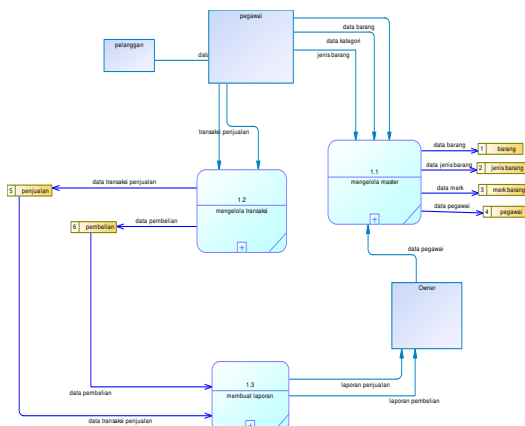 pegawai
pelanggan
data
data barang
data kategori
jenis barang
transaksi penjualan
1.1
mengelola master
data barang
1 barang
data jenis barang
2 jenis barang
data merk
3 merk barang
data pegawai
4 pegawai
1.2
mengelola transaksi
data transaksi penjualan
5 penjualan
data pembelian
6 pembelian
data pegawai
Owner
1.3
membuat laporan
laporan penjualan
laporan pembelian
data pembelian
data transaksi penjualan